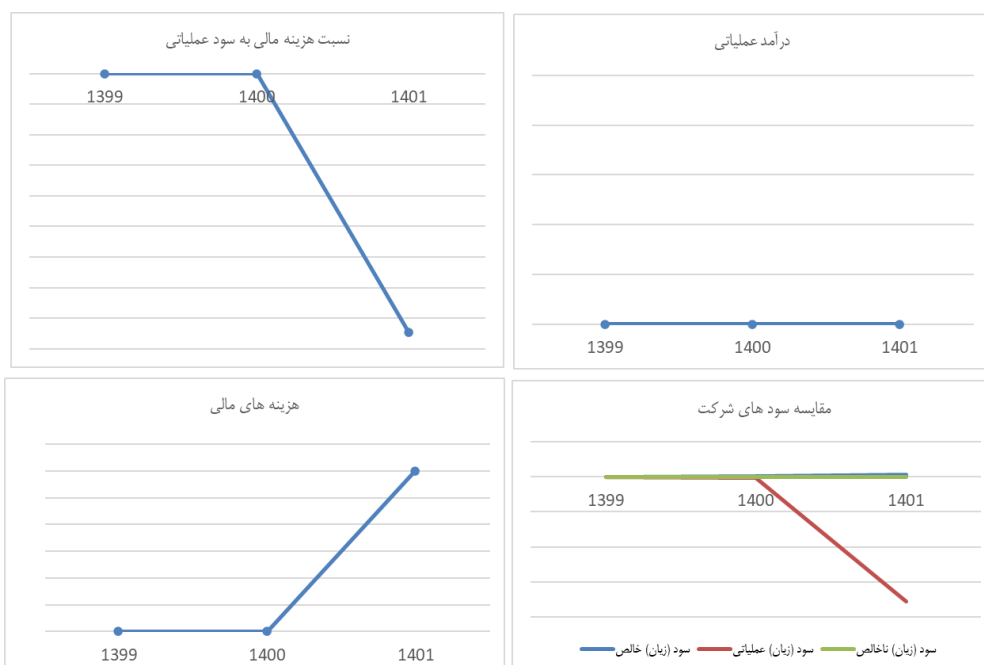 نسبت هزینه مالی به سود عملیاتی
1399 1400 1401
درآمد عملیاتی
1399 1400 1401
هزینه های مالی
1399 1400 1401
مقایسه سود های شرکت
1399 1400 1401
سود (زیان) خالص سود (زیان) عملیاتی سود (زیان) ناخالص